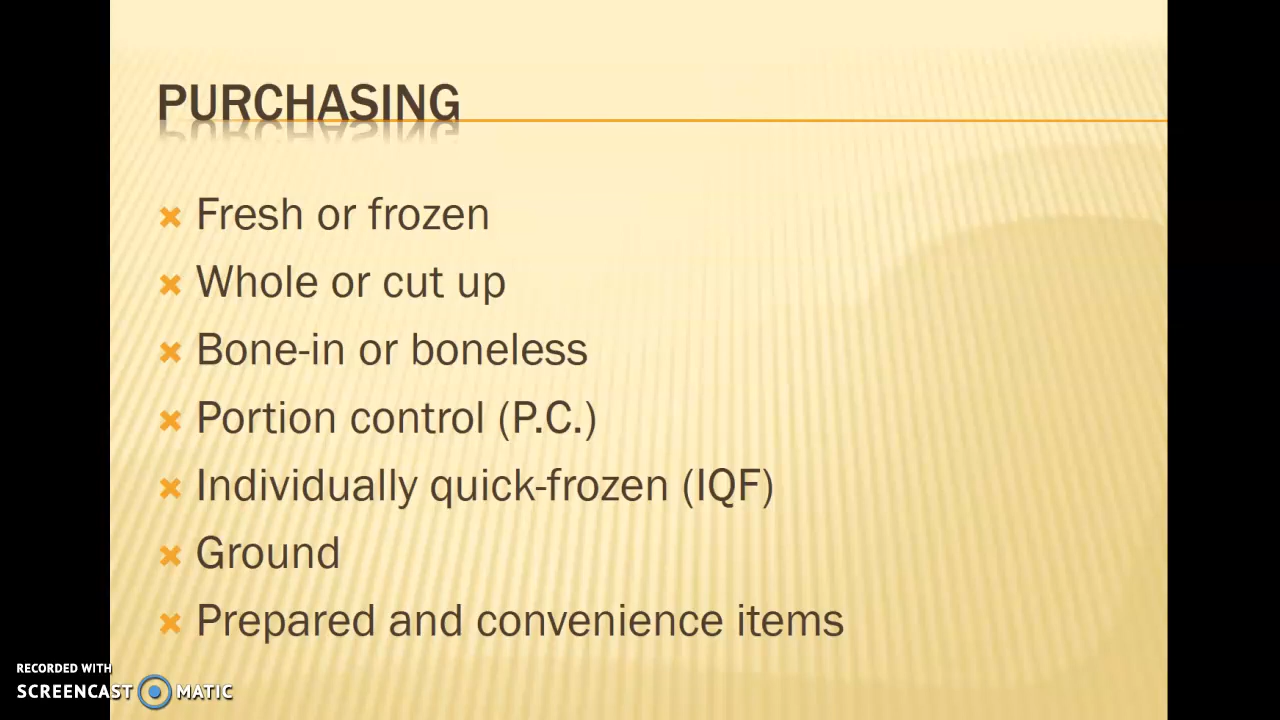 PURCHASING
Fresh or frozen
Whole or cut up
Bone-in or boneless
Portion control (P.C.)
Individually quick-frozen (IQF)
Ground
Prepared and convenience items
RECORDED WITH
SCREENCAST MATIC